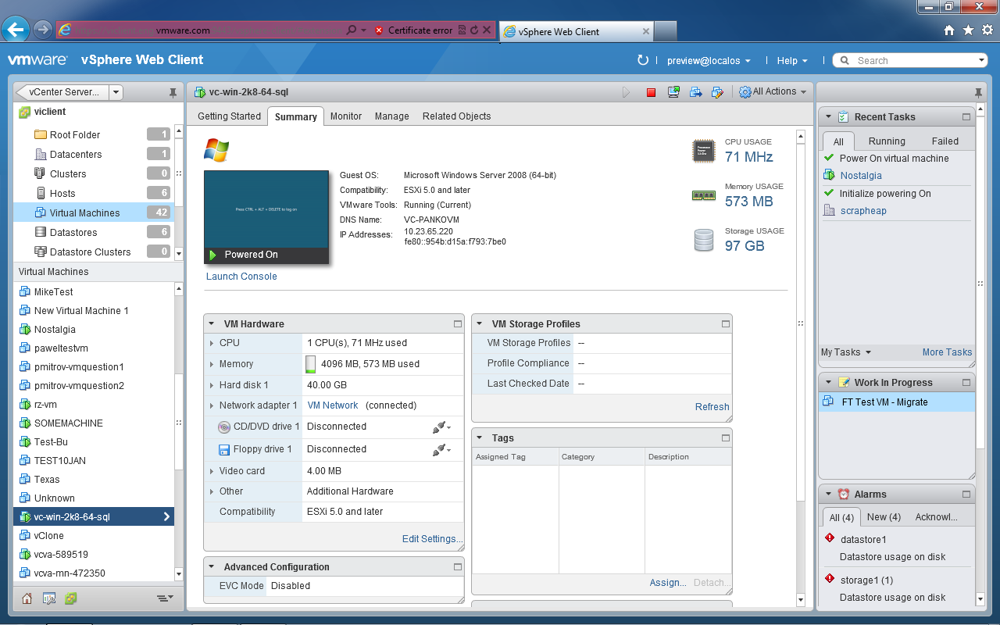 vmware.com
Certificate error
vSphere Web Client
vmware vSphere Web Client
preview@localos
Help
Search
vCenter Server...
viclient
Root Folder 1
Datacenters 1
Clusters 0
Hosts 6
Virtual Machines 42
Datastores 6
Datastore Clusters 0
Virtual Machines
MikeTest
New Virtual Machine 1
Nostalgia
paweltestvm
pmitrov-vmquestion1
pmitrov-vmquestion2
rz-vm
SOMEMACHINE
Test-Bu
TEST10JAN
Texas
Unknown
vc-win-2k8-64-sql
vClone
vcva-589519
vcva-mn-472350
vc-win-2k8-64-sql
All Actions
Getting Started Summary Monitor Manage Related Objects
Press CTRL + ALT + DELETE to log on
Powered On
Launch Console
Guest OS: Microsoft Windows Server 2008 (64-bit)
Compatibility: ESXi 5.0 and later
VMware Tools: Running (Current)
DNS Name: VC-PANKOVM
IP Addresses: 10.23.65.220
fe80::954b:d15a:f793:7be0
CPU USAGE
71 MHz
Memory USAGE
573 MB
Storage USAGE
97 GB
VM Hardware
CPU 1 CPU(s), 71 MHz used
Memory 4096 MB, 573 MB used
Hard disk 1 40.00 GB
Network adapter 1 VM Network (connected)
CD/DVD drive 1 Disconnected
Floppy drive 1 Disconnected
Video card 4.00 MB
Other Additional Hardware
Compatibility ESXi 5.0 and later
Edit Settings...
Advanced Configuration
EVC Mode Disabled
VM Storage Profiles
VM Storage Profiles --
Profile Compliance --
Last Checked Date --
Refresh
Tags
Assigned Tag Category Description
Assign... Detach...
Recent Tasks
All Running Failed
Power On virtual machine
Nostalgia
Initialize powering On
scrapheap
My Tasks More Tasks
Work In Progress
FT Test VM - Migrate
Alarms
All (4) New (4) Acknowl...
datastore1
Datastore usage on disk
storage1 (1)
Datastore usage on disk